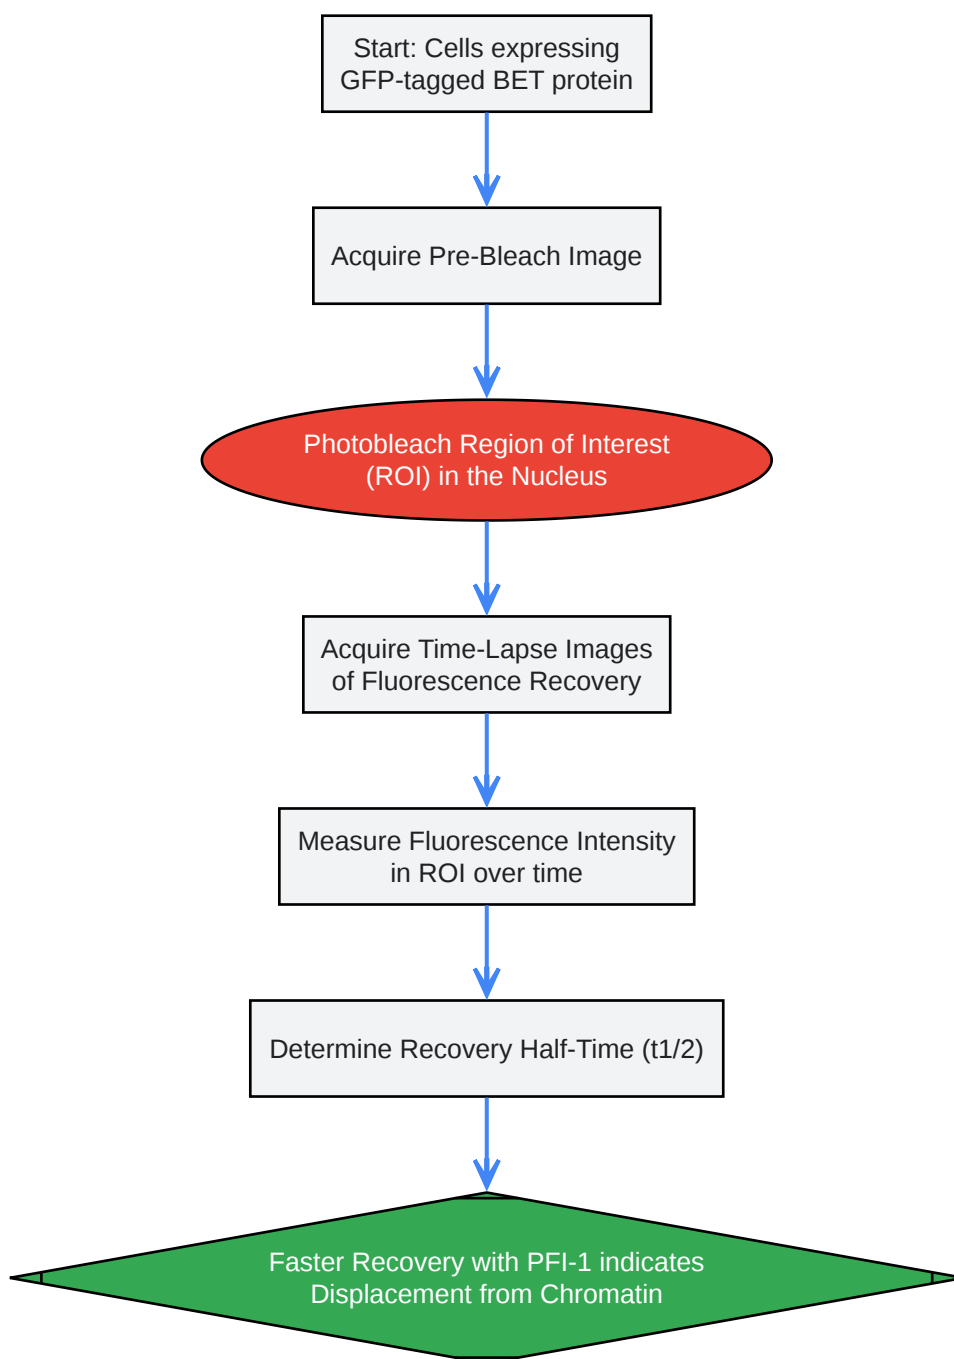 Start: Cells expressing
GFP-tagged BET protein
Acquire Pre-Bleach Image
Photobleach Region of Interest
(ROI) in the Nucleus
Acquire Time-Lapse Images
of Fluorescence Recovery
Measure Fluorescence Intensity
in ROI over time
Determine Recovery Half-Time (t1/2)
Faster Recovery with PFI-1 indicates
Displacement from Chromatin